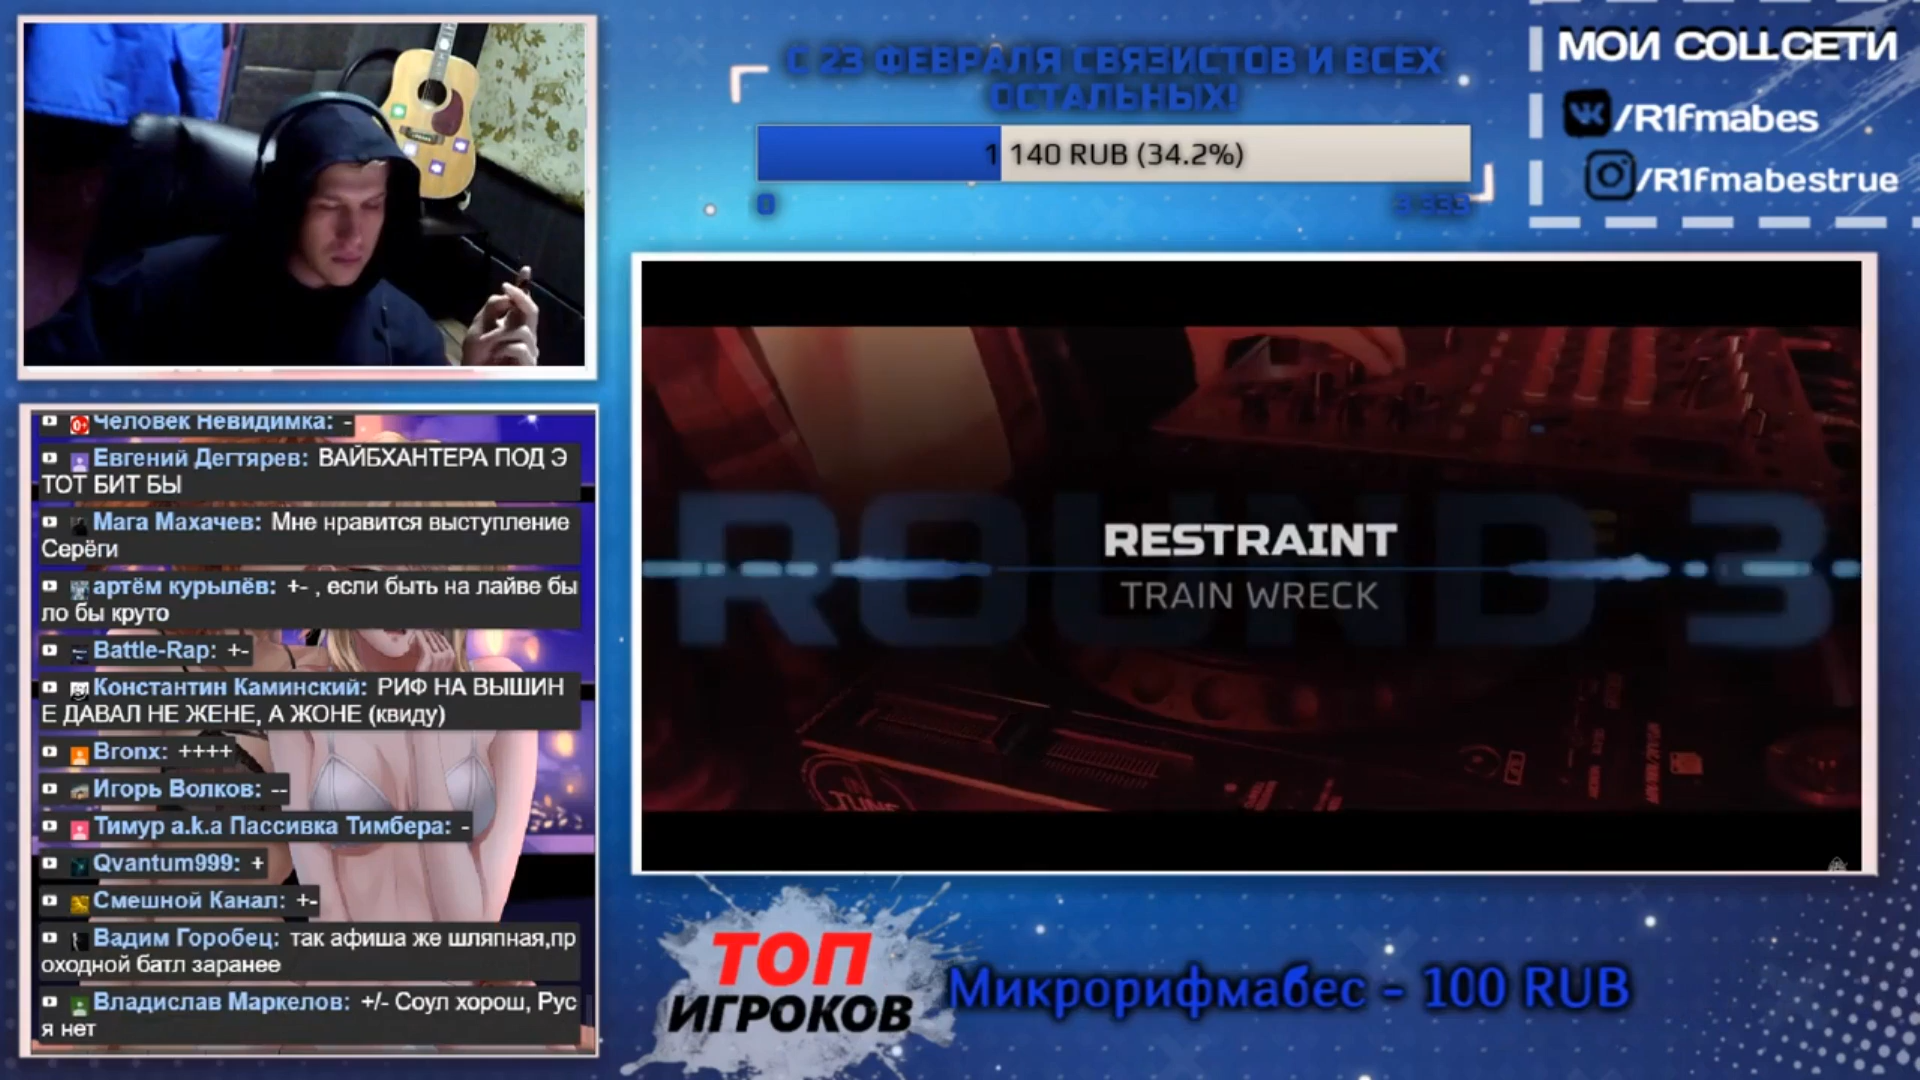 С 23 ФЕВРАЛЯ СВЯЗИСТОВ И ВСЕХ
ОСТАЛЬНЫХ!
1 140 RUB (34.2%)
0
3 333
МОИ СОЦ.СЕТИ
/R1fmabes
/R1fmabestrue
Человек Невидимка: -
Евгений Дегтярев: ВАЙБХАНТЕРА ПОД Э
ТОТ БИТ БЫ
Мага Махачев: Мне нравится выступление
Серёги
артём курылёв: +- , если быть на лайве бы
ло бы круто
Battle-Rap: +-
Константин Каминский: РИФ НА ВЫШИН
Е ДАВАЛ НЕ ЖЕНЕ, А ЖОНЕ (квиду)
Bronx: ++++
Игорь Волков: --
Тимур a.k.a Пассивка Тимбера: -
Qvantum999: +
Смешной Канал: +-
Вадим Горобец: так афиша же шляпная,пр
оходной батл заранее
Владислав Маркелов: +/- Соул хорош, Рус
я нет
ROUND 3
RESTRAINT
TRAIN WRECK
ТОП
ИГРОКОВ
Микрорифмабес - 100 RUB